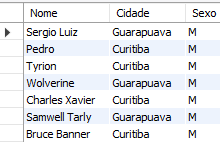 Nome Cidade Sexo
Sergio Luiz Guarapuava M
Pedro Curitiba M
Tyrion Curitiba M
Wolverine Guarapuava M
Charles Xavier Curitiba M
Samwell Tarly Guarapuava M
Bruce Banner Curitiba M